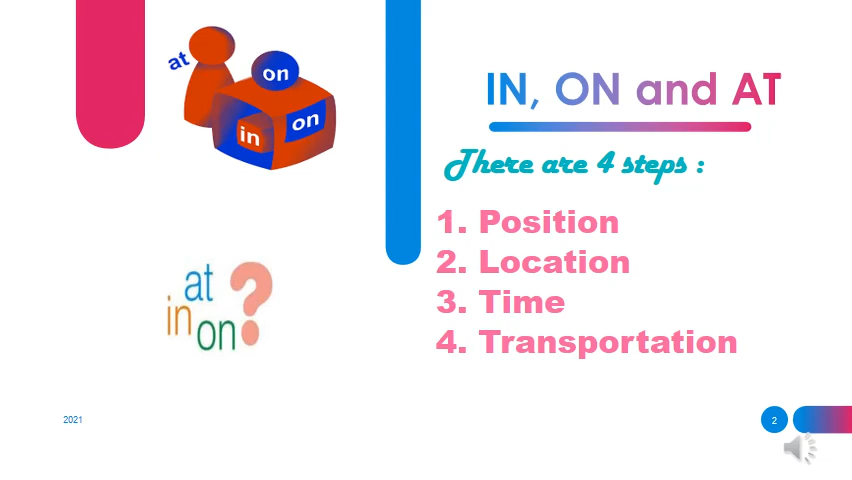 at
on
in
on
IN, ON and AT
There are 4 steps :
1. Position
2. Location
3. Time
4. Transportation
at
in
on
?
2021
2